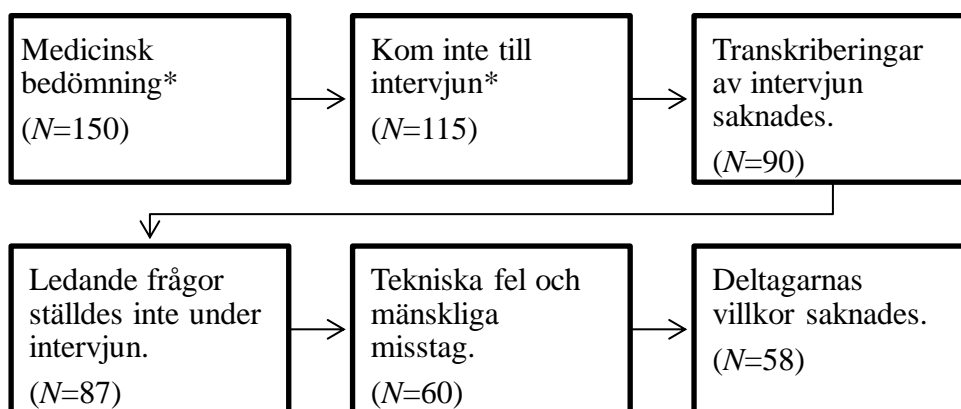 Medicinsk
bedömning*
(N=150)
Kom inte till
intervjun*
(N=115)
Transkriberingar
av intervjun
saknades.
(N=90)
Ledande frågor
ställdes inte under
intervjun.
(N=87)
Tekniska fel och
mänskliga
misstag.
(N=60)
Deltagarnas
villkor saknades.
(N=58)